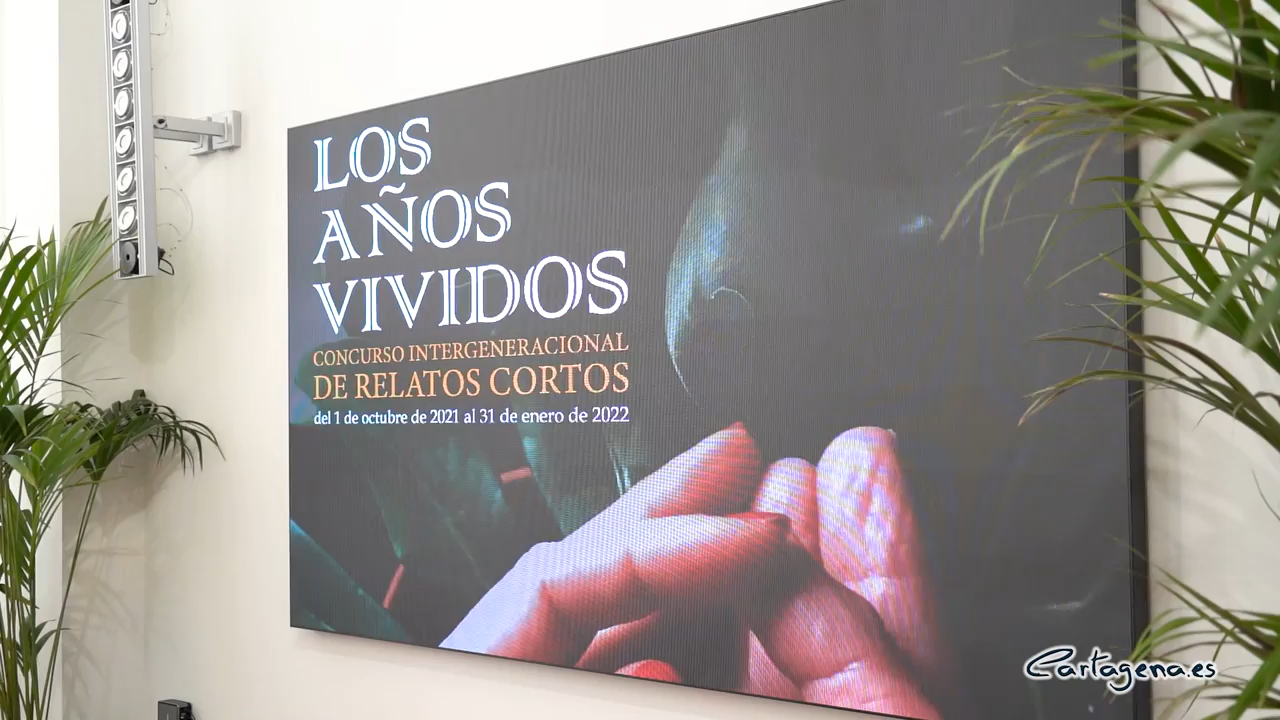 LOS
AÑOS
VIVIDOS
CONCURSO INTERGENERACIONAL
DE RELATOS CORTOS
del 1 de octubre de 2021 al 31 de enero de 2022
Cartagena.es